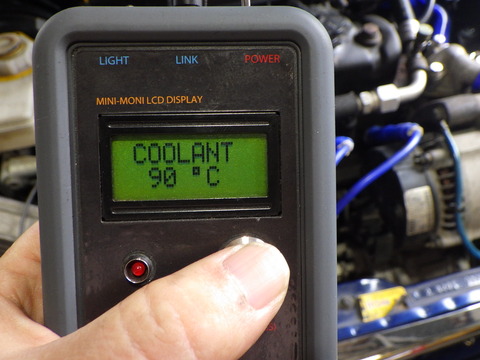 LIGHT LINK POWER
MINI-MONI LCD DISPLAY
COOLANT
90 °C